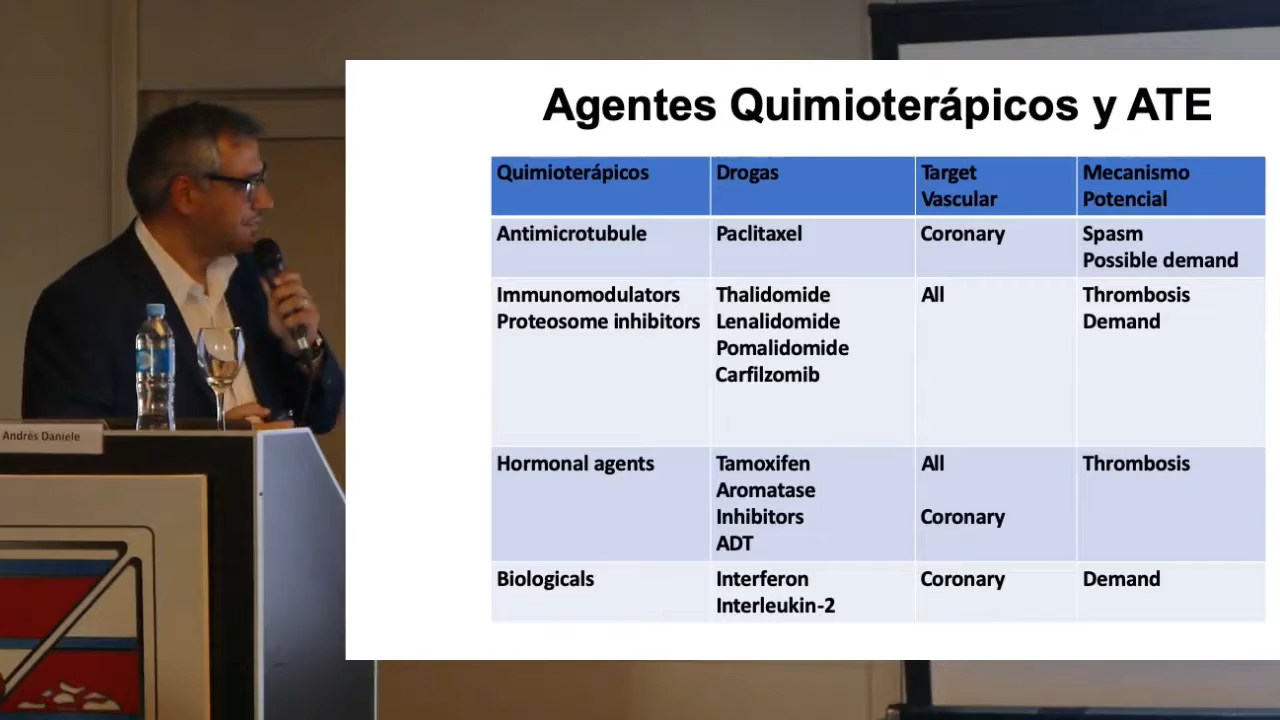 Agentes Quimioterápicos y ATE
Quimioterápicos Drogas Target Vascular Mecanismo Potencial
Antimicrotubule Paclitaxel Coronary Spasm
Possible demand
Immunomodulators Thalidomide All Thrombosis
Proteosome inhibitors Lenalidomide Demand
Pomalidomide
Carfilzomib
Hormonal agents Tamoxifen All Thrombosis
Aromatase
Inhibitors Coronary
ADT
Biologicals Interferon Coronary Demand
Interleukin-2
Andrés Daniele